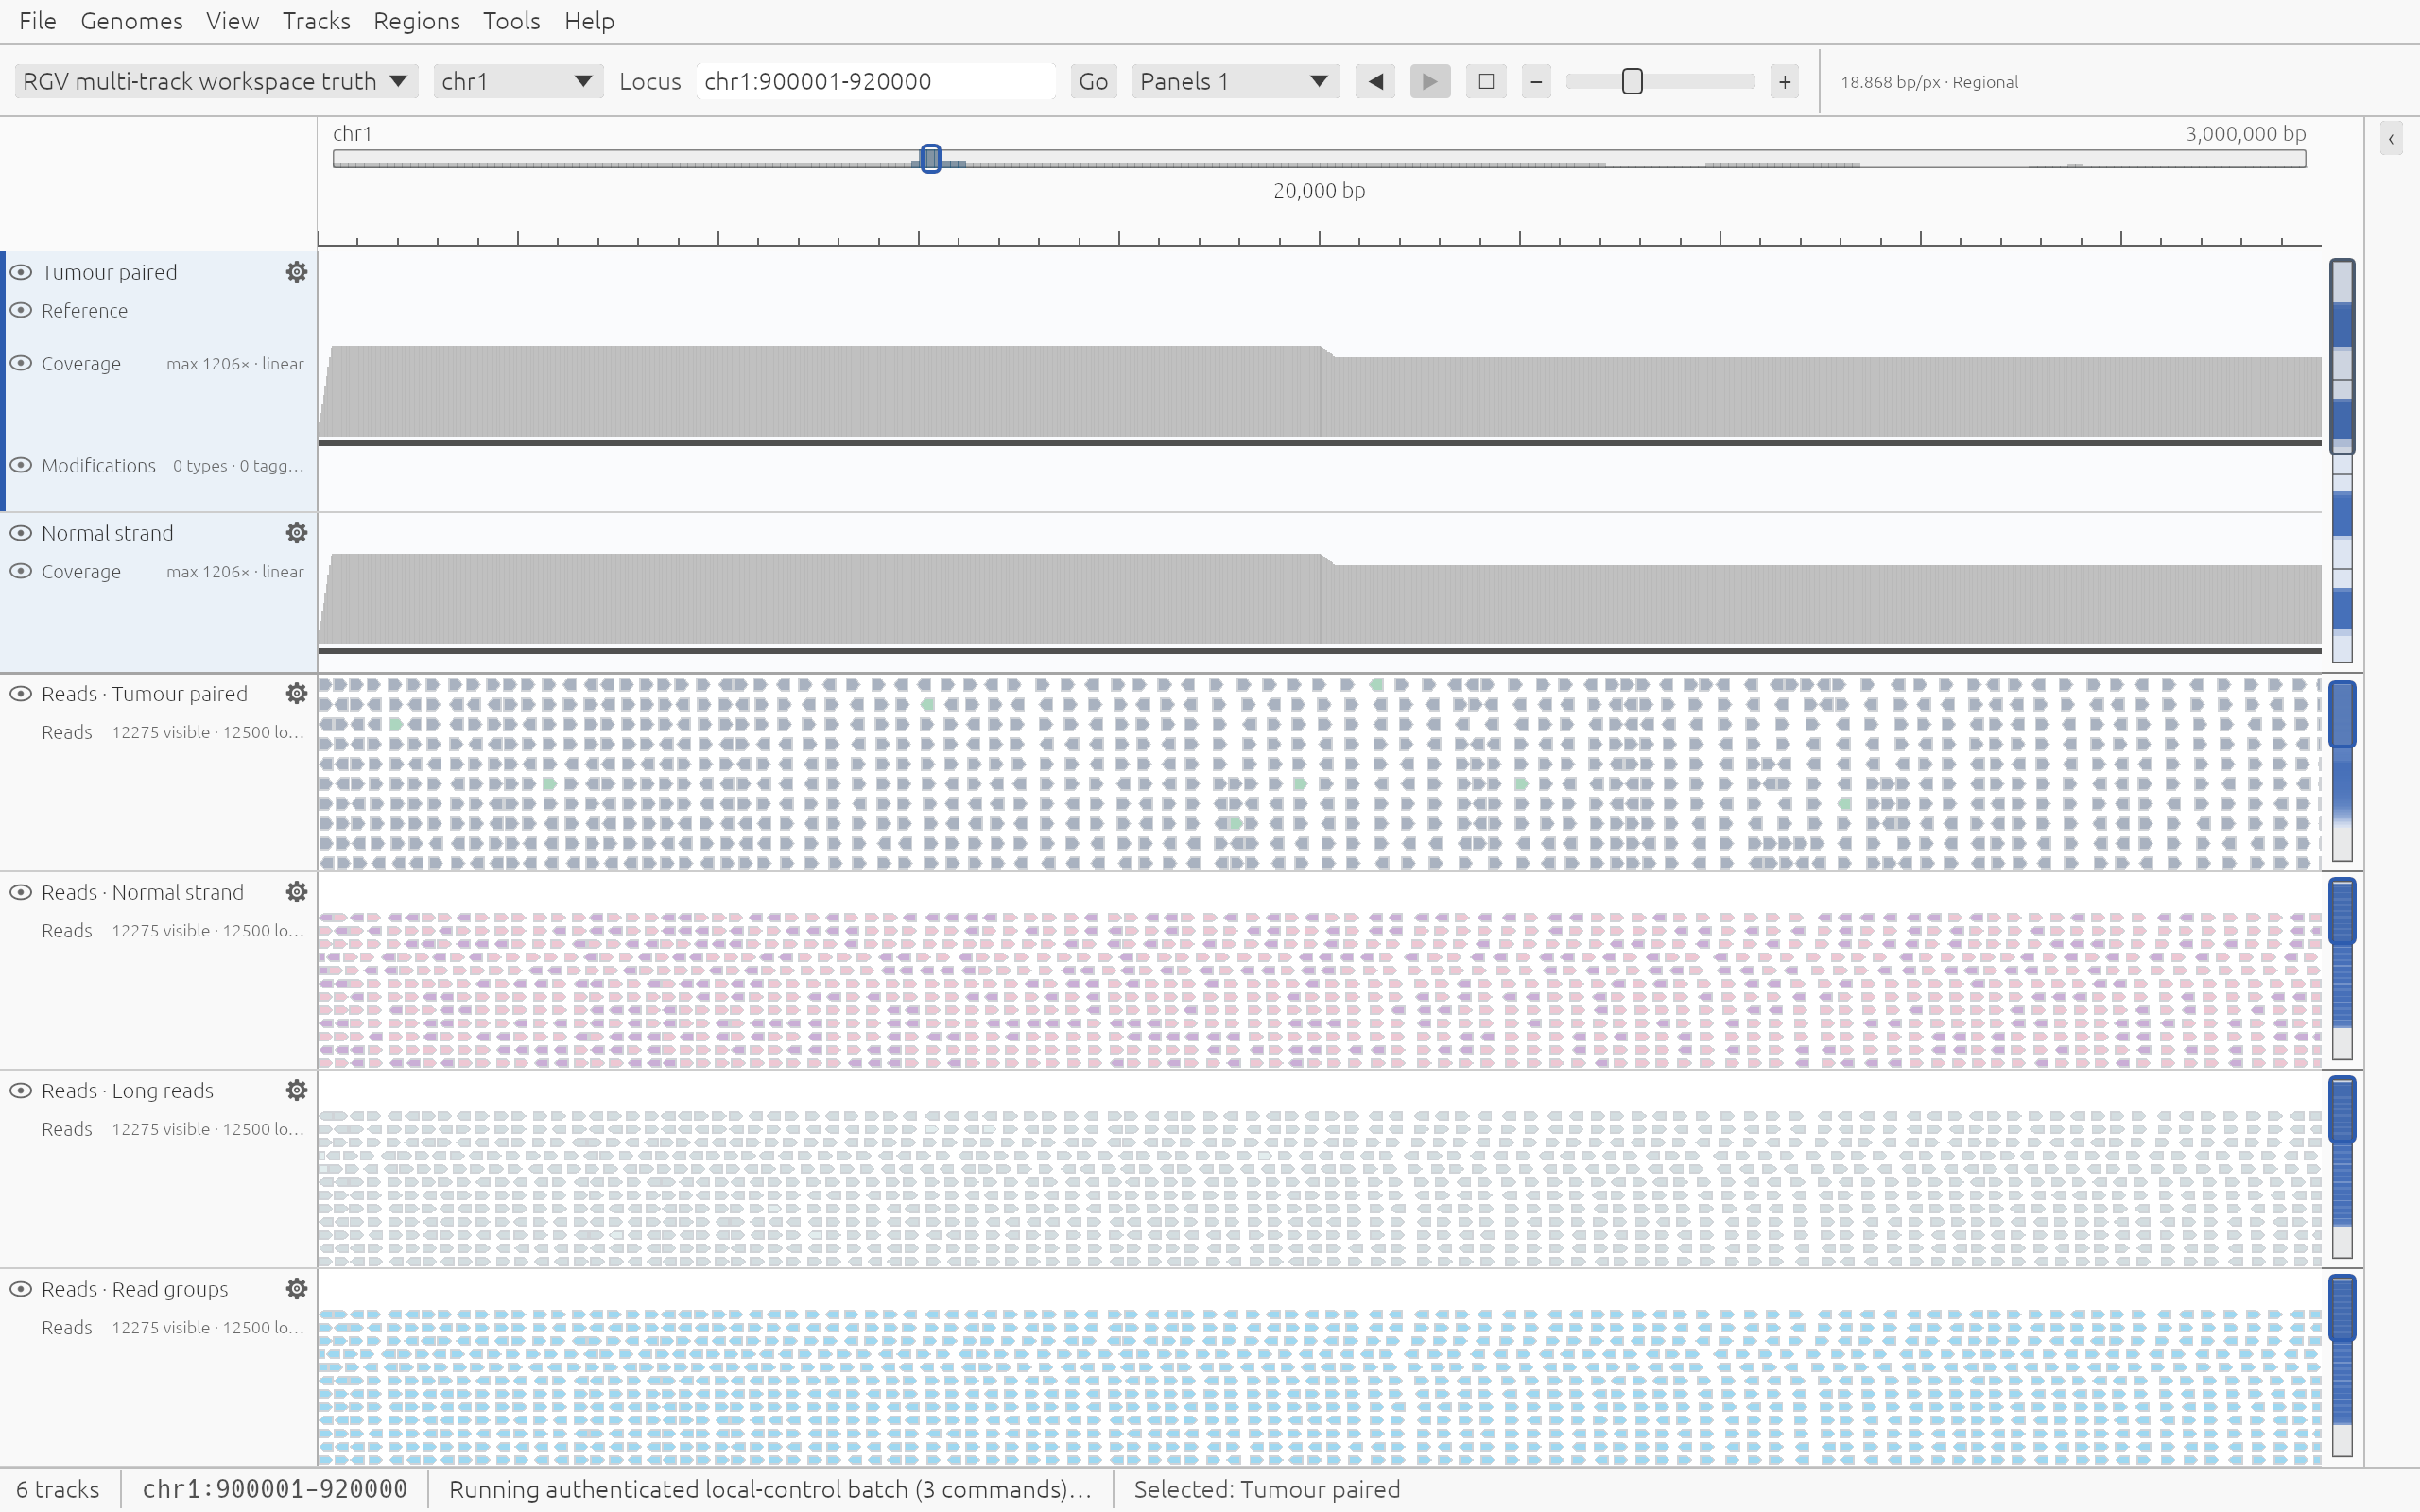 File Genomes View Tracks Regions Tools Help
RGV multi-track workspace truth chr1 Locus chr1:900001-920000 Go Panels 1 18.868 bp/px · Regional
chr1 3,000,000 bp
20,000 bp
Tumour paired
Reference
Coverage max 1206× · linear
Modifications 0 types · 0 tagg…
Normal strand
Coverage max 1206× · linear
Reads · Tumour paired
Reads 12275 visible · 12500 lo…
Reads · Normal strand
Reads 12275 visible · 12500 lo…
Reads · Long reads
Reads 12275 visible · 12500 lo…
Reads · Read groups
Reads 12275 visible · 12500 lo…
6 tracks chr1:900001-920000 Running authenticated local-control batch (3 commands)… Selected: Tumour paired